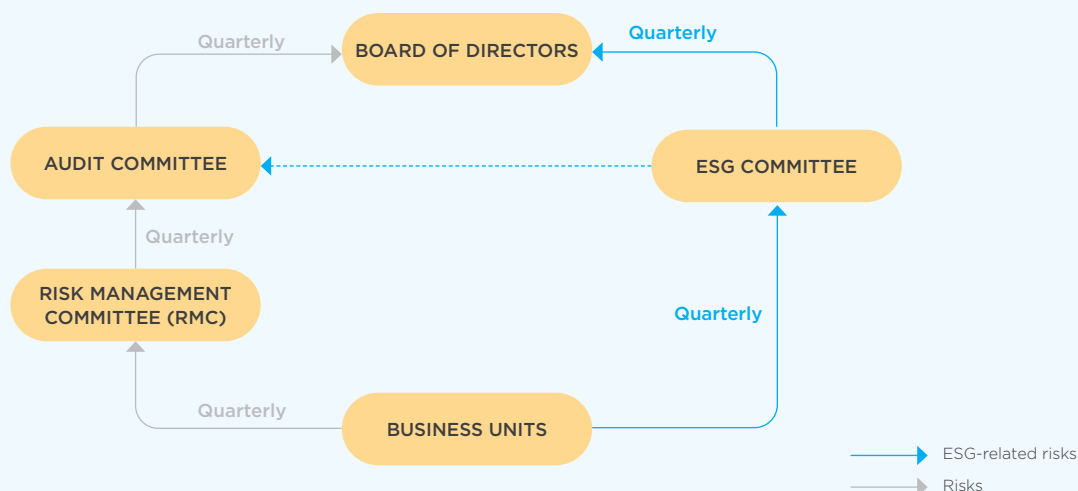 Quarterly
BOARD OF DIRECTORS
Quarterly
AUDIT COMMITTEE
ESG COMMITTEE
Quarterly
RISK MANAGEMENT
COMMITTEE (RMC)
Quarterly
Quarterly
BUSINESS UNITS
ESG-related risks
Risks